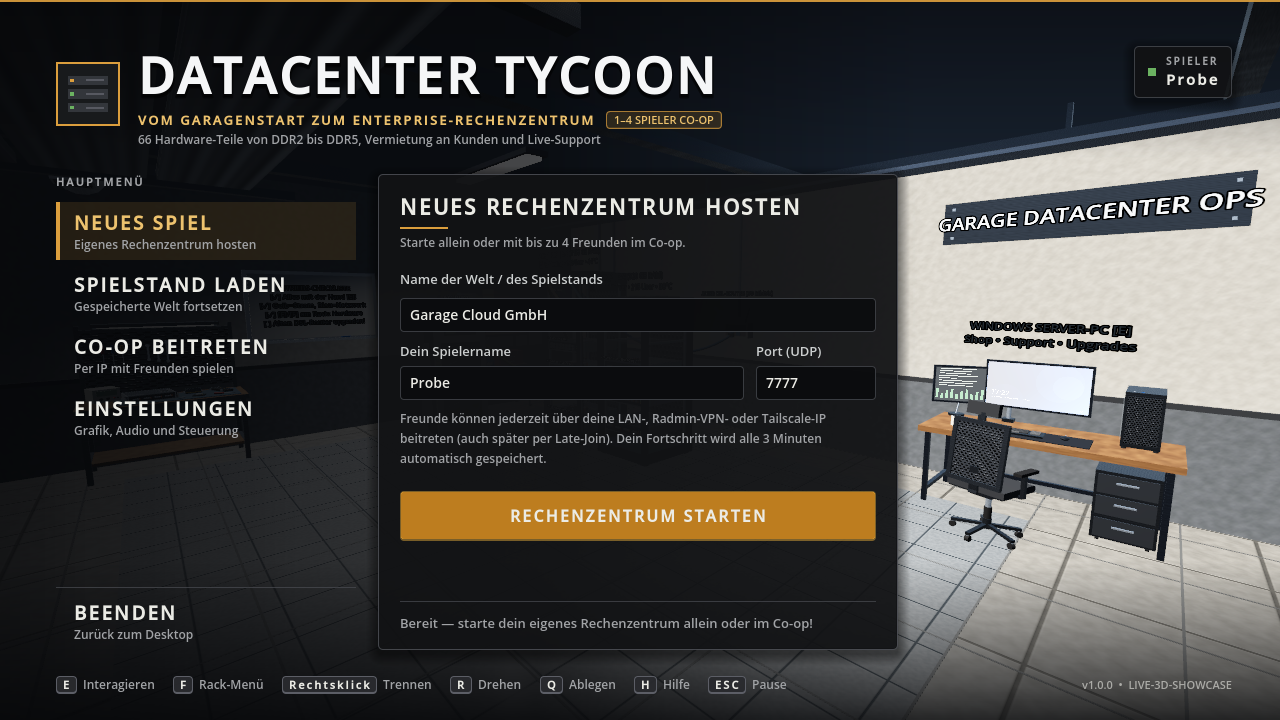 DATACENTER TYCOON
VOM GARAGENSTART ZUM ENTERPRISE-RECHENZENTRUM
1–4 SPIELER CO-OP
66 Hardware-Teile von DDR2 bis DDR5, Vermietung an Kunden und Live-Support
SPIELER
Probe
HAUPTMENÜ
NEUES SPIEL
Eigenes Rechenzentrum hosten
SPIELSTAND LADEN
Gespeicherte Welt fortsetzen
CO-OP BEITRETEN
Per IP mit Freunden spielen
EINSTELLUNGEN
Grafik, Audio und Steuerung
BEENDEN
Zurück zum Desktop
NEUES RECHENZENTRUM HOSTEN
Starte allein oder mit bis zu 4 Freunden im Co-op.
Name der Welt / des Spielstands
Garage Cloud GmbH
Dein Spielername
Port (UDP)
Probe
7777
Freunde können jederzeit über deine LAN-, Radmin-VPN- oder Tailscale-IP
beitreten (auch später per Late-Join). Dein Fortschritt wird alle 3 Minuten
automatisch gespeichert.
RECHENZENTRUM STARTEN
Bereit — starte dein eigenes Rechenzentrum allein oder im Co-op!
GARAGE DATACENTER OPS
WINDOWS SERVER-PC [E]
Shop • Support • Upgrades
E Interagieren F Rack-Menü Rechtsklick Trennen R Drehen Q Ablegen H Hilfe ESC Pause
v1.0.0 • LIVE-3D-SHOWCASE